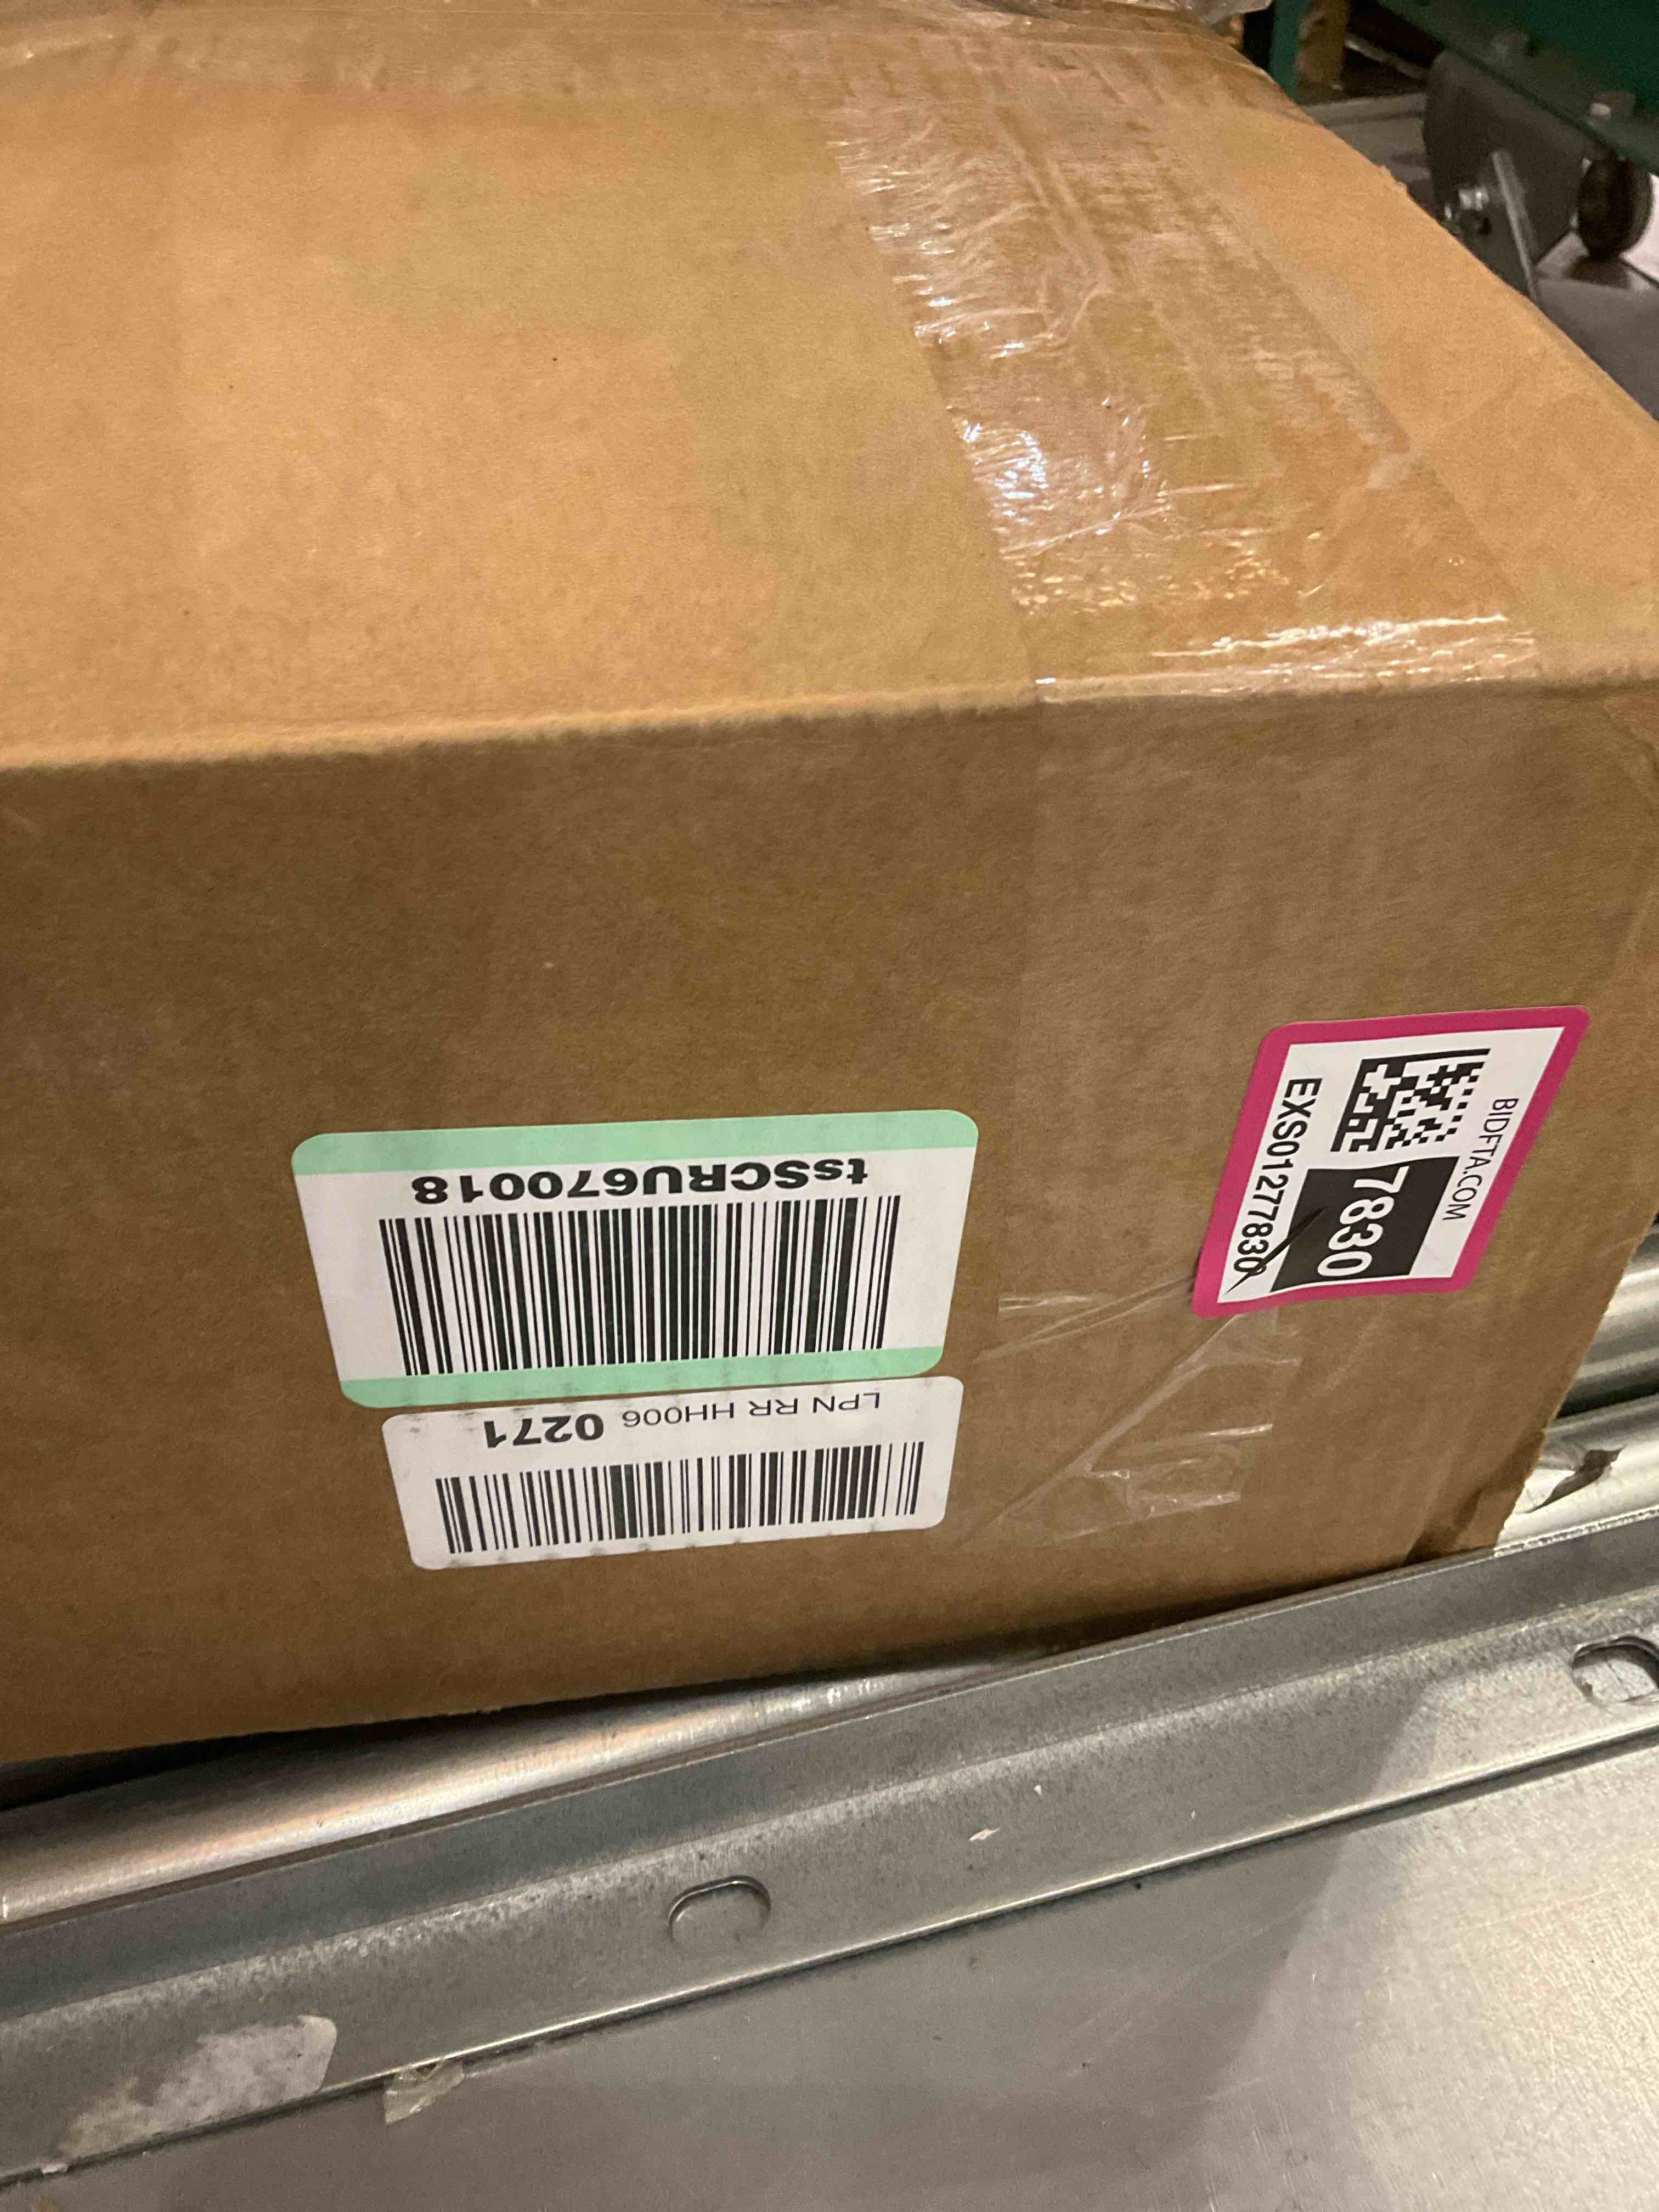 tsSCRU670018
LPN RR HH006 0271
BIDFTA.COM
7830
EXS01277830